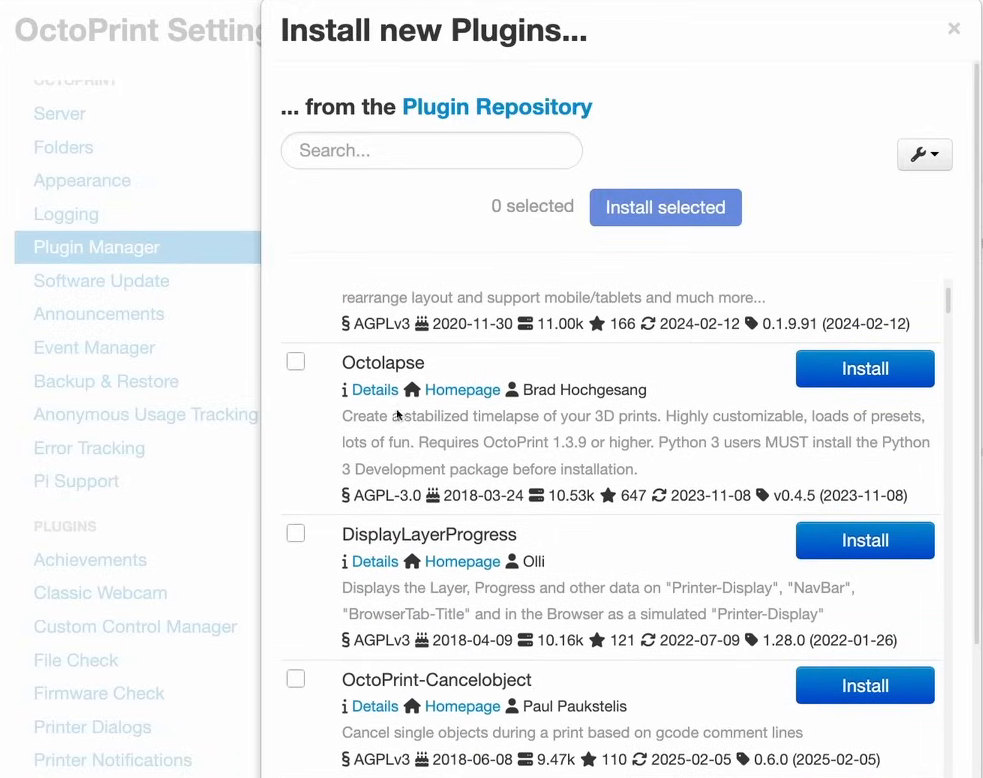 OctoPrint Setting
Install new Plugins...
×
OCTOPRINT
Server
Folders
Appearance
Logging
Plugin Manager
Software Update
Announcements
Event Manager
Backup & Restore
Anonymous Usage Tracking
Error Tracking
PI Support
PLUGINS
Achievements
Classic Webcam
Custom Control Manager
File Check
Firmware Check
Printer Dialogs
Printer Notifications
... from the Plugin Repository
Search...
0 selected
Install selected
rearrange layout and support mobile/tablets and much more...
§ AGPLv3 2020-11-30 11.00k 166 2024-02-12 0.1.9.91 (2024-02-12)
Octolapse
Install
i Details Homepage Brad Hochgesang
Create a stabilized timelapse of your 3D prints. Highly customizable, loads of presets,
lots of fun. Requires OctoPrint 1.3.9 or higher. Python 3 users MUST install the Python
3 Development package before installation.
§ AGPL-3.0 2018-03-24 10.53k 647 2023-11-08 v0.4.5 (2023-11-08)
DisplayLayerProgress
Install
i Details Homepage Olli
Displays the Layer, Progress and other data on "Printer-Display", "NavBar",
"BrowserTab-Title" and in the Browser as a simulated "Printer-Display"
§ AGPLv3 2018-04-09 10.16k 121 2022-07-09 1.28.0 (2022-01-26)
OctoPrint-Cancelobject
Install
i Details Homepage Paul Paukstelis
Cancel single objects during a print based on gcode comment lines
§ AGPLv3 2018-06-08 9.47k 110 2025-02-05 0.6.0 (2025-02-05)